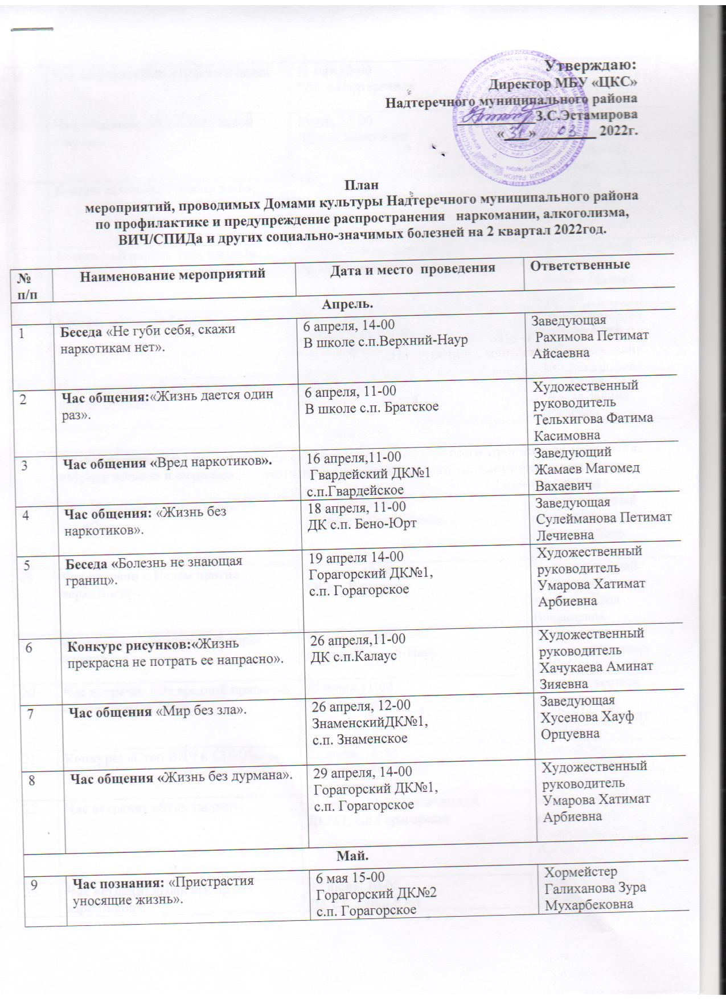 Утверждаю:
Директор МБУ «ЦКС»
Надтеречного муниципального района
З.С.Эстамирова
«31» 03 2022г.
План
мероприятий, проводимых Домами культуры Надтеречного муниципального района
по профилактике и предупреждение распространения наркомании, алкоголизма,
ВИЧ/СПИДа и других социально-значимых болезней на 2 квартал 2022год.
№ п/п Наименование мероприятий Дата и место проведения Ответственные
Апрель.
1
Беседа «Не губи себя, скажи
наркотикам нет».
6 апреля, 14-00
В школе с.п.Верхний-Наур
Заведующая
Рахимова Петимат
Айсаевна
2
Час общения:«Жизнь дается один
раз».
6 апреля, 11-00
В школе с.п. Братское
Художественный
руководитель
Тельхигова Фатима
Касимовна
3
Час общения «Вред наркотиков».
16 апреля,11-00
Гвардейский ДК№1
с.п.Гвардейское
Заведующий
Жамаев Магомед
Вахаевич
4
Час общения: «Жизнь без
наркотиков».
18 апреля, 11-00
ДК с.п. Бено-Юрт
Заведующая
Сулейманова Петимат
Лечиевна
5
Беседа «Болезнь не знающая
границ».
19 апреля 14-00
Горагорский ДК№1,
с.п. Горагорское
Художественный
руководитель
Умарова Хатимат
Арбиевна
6
Конкурс рисунков:«Жизнь
прекрасна не потрать ее напрасно».
26 апреля,11-00
ДК с.п.Калаус
Художественный
руководитель
Хачукаева Аминат
Зияевна
7
Час общения «Мир без зла».
26 апреля, 12-00
ЗнаменскийДК№1,
с.п. Знаменское
Заведующая
Хусенова Хауф
Орцуевна
8
Час общения «Жизнь без дурмана».
29 апреля, 14-00
Горагорский ДК№1,
с.п. Горагорское
Художественный
руководитель
Умарова Хатимат
Арбиевна
Май.
9
Час познания: «Пристрастия
уносящие жизнь».
6 мая 15-00
Горагорский ДК№2
с.п. Горагорское
Хормейстер
Галиханова Зура
Мухарбековна